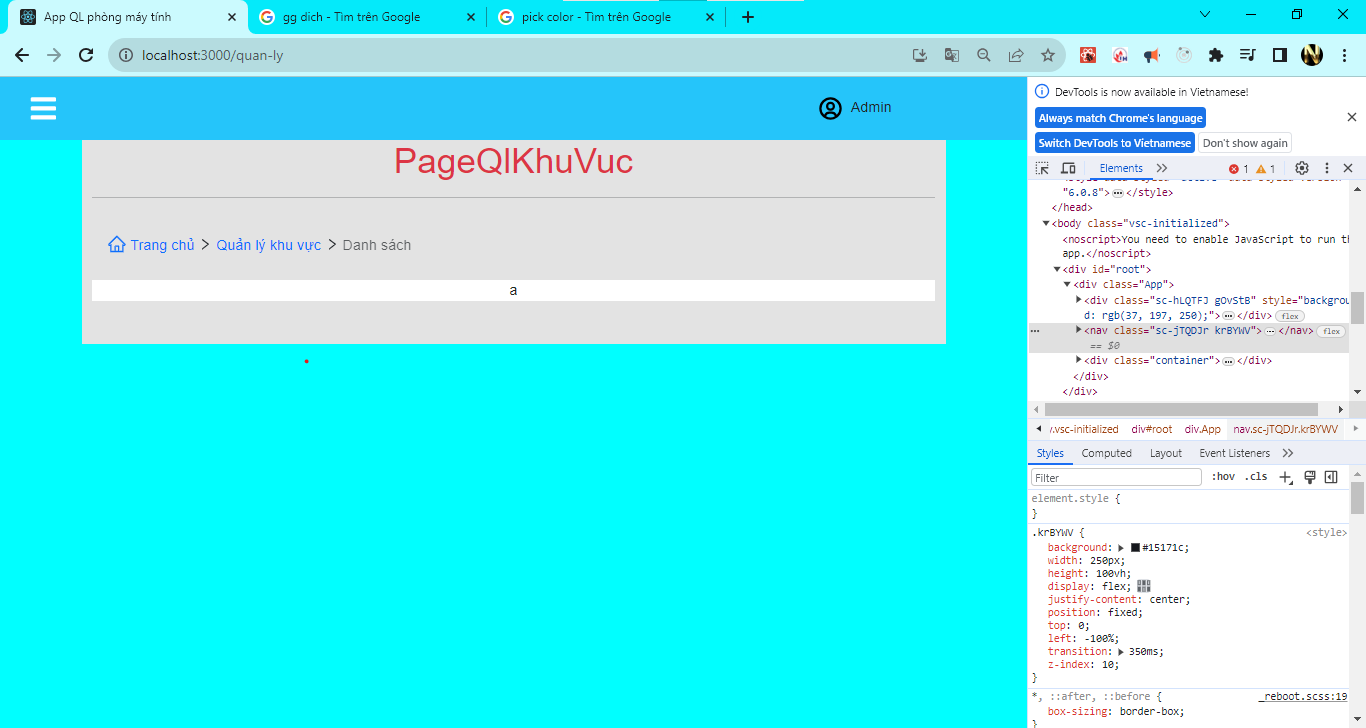 App QL phòng máy tính
gg dich - Tìm trên Google
pick color - Tìm trên Google
localhost:3000/quan-ly
Admin
PageQlKhuVuc
Trang chủ > Quản lý khu vực > Danh sách
a
DevTools is now available in Vietnamese!
Always match Chrome's language
Switch DevTools to Vietnamese
Don't show again
Elements
1
1
"6.0.8">…</style>
</head>
<body class="vsc-initialized">
<noscript>You need to enable JavaScript to run th
app.</noscript>
<div id="root">
<div class="App">
<div class="sc-hLQTFJ gOvStB" style="backgrou
d: rgb(37, 197, 250);">…</div> flex
<nav class="sc-jTQDJr krBYWV">…</nav> flex
== $0
<div class="container">…</div>
</div>
</div>
.vsc-initialized div#root div.App nav.sc-jTQDJr.krBYWV
Styles Computed Layout Event Listeners
Filter :hov .cls
element.style {
}
.krBYWV { <style>
background: #15171c;
width: 250px;
height: 100vh;
display: flex;
justify-content: center;
position: fixed;
top: 0;
left: -100%;
transition: 350ms;
z-index: 10;
}
*, ::after, ::before { _reboot.scss:19
box-sizing: border-box;
}